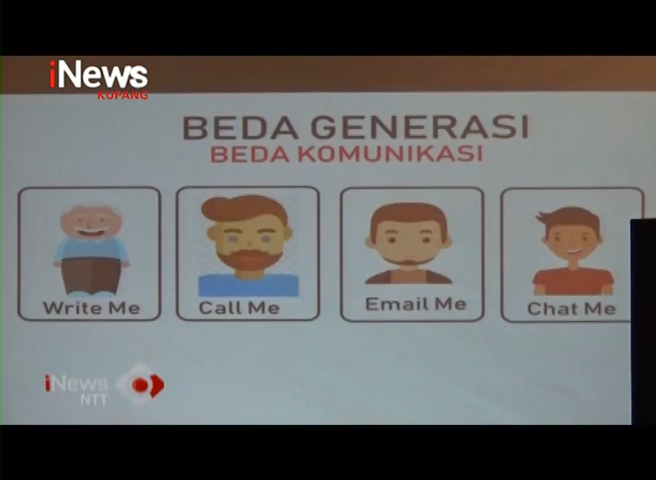 iNews
KUPANG
BEDA GENERASI
BEDA KOMUNIKASI
Write Me
Call Me
Email Me
Chat Me
iNews
NTT